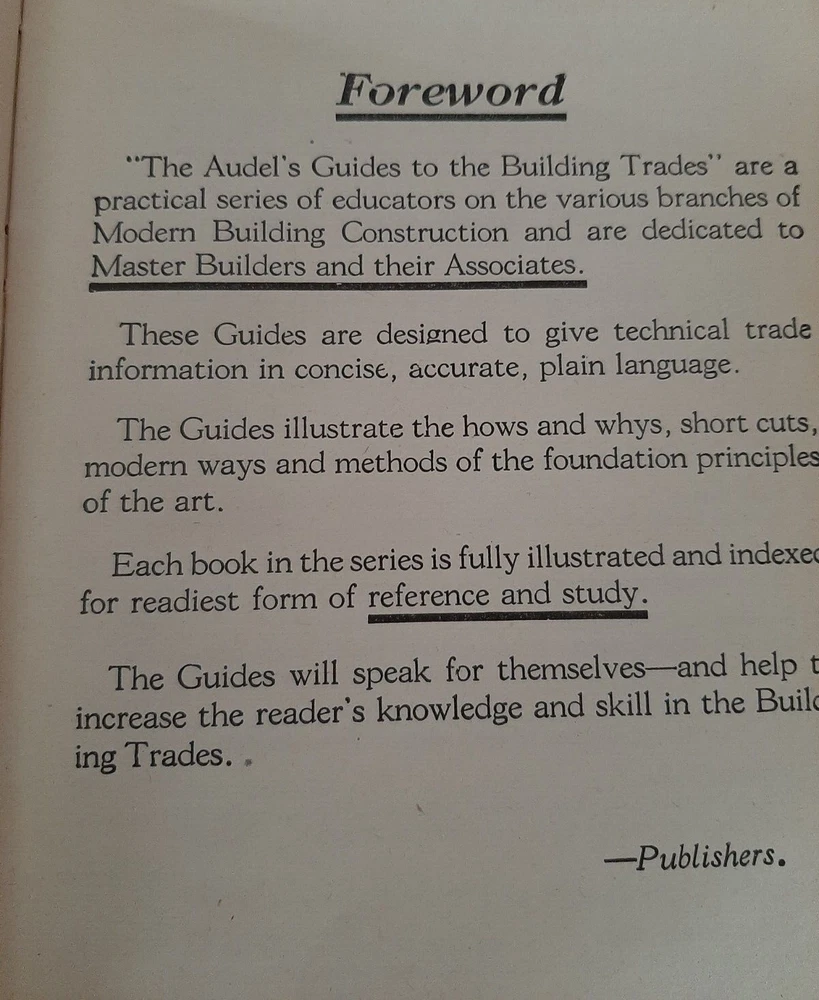 Foreword
"The Audel's Guides to the Building Trades" are a
practical series of educators on the various branches of
Modern Building Construction and are dedicated to
Master Builders and their Associates.
These Guides are designed to give technical trade
information in concise, accurate, plain language.
The Guides illustrate the hows and whys, short cuts,
modern ways and methods of the foundation principles
of the art.
Each book in the series is fully illustrated and indexed
for readiest form of reference and study.
The Guides will speak for themselves—and help t
increase the reader's knowledge and skill in the Build
ing Trades.
—Publishers.